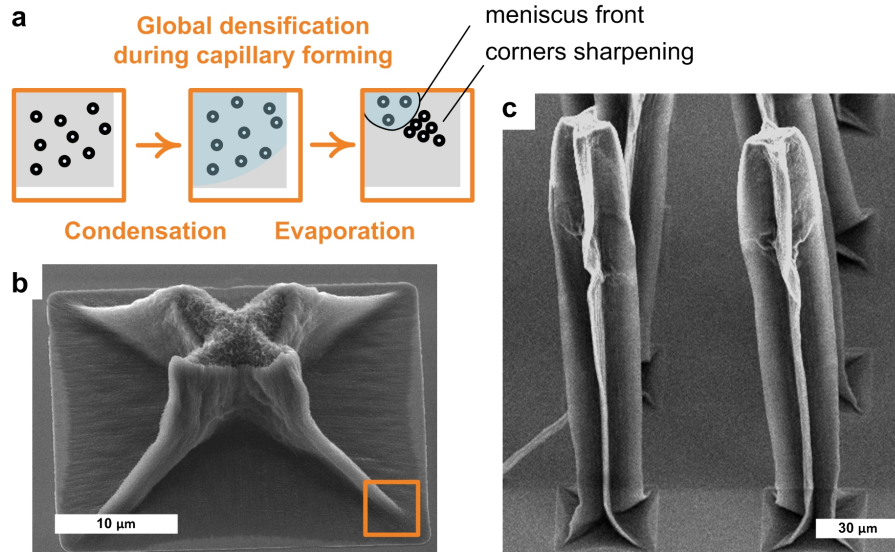 a
Global densification
during capillary forming
meniscus front
corners sharpening
Condensation
Evaporation
b
10 µm
c
30 µm